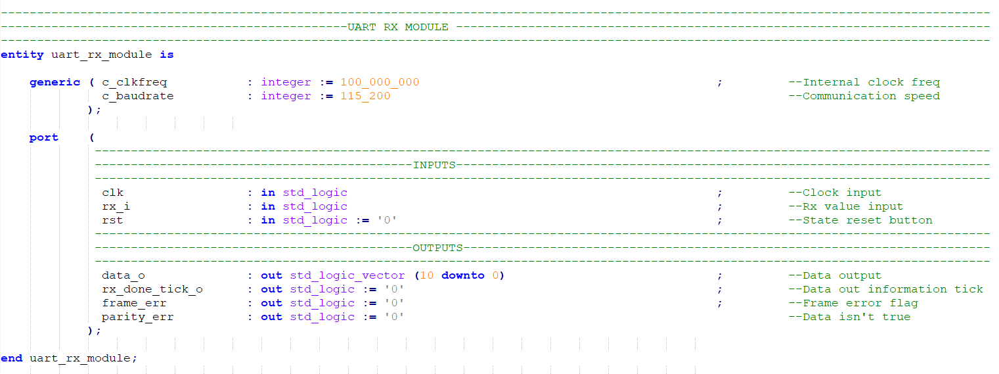 --------------------------------------------------------------------------------------------------------------------------------------------
------------------------------------------------UART RX MODULE --------------------------------------------------------------------------
--------------------------------------------------------------------------------------------------------------------------------------------
entity uart_rx_module is
generic ( c_clkfreq : integer := 100_000_000 ; --Internal clock freq
c_baudrate : integer := 115_200 --Communication speed
);
port (
----------------------------------------------------------------------------------------------------------------------------
--------------------------------------------INPUTS--------------------------------------------------------------------------
----------------------------------------------------------------------------------------------------------------------------
clk : in std_logic ; --Clock input
rx_i : in std_logic ; --Rx value input
rst : in std_logic := '0' ; --State reset button
----------------------------------------------------------------------------------------------------------------------------
--------------------------------------------OUTPUTS-------------------------------------------------------------------------
----------------------------------------------------------------------------------------------------------------------------
data_o : out std_logic_vector (10 downto 0) ; --Data output
rx_done_tick_o : out std_logic := '0' ; --Data out information tick
frame_err : out std_logic := '0' ; --Frame error flag
parity_err : out std_logic := '0' --Data isn't true
);
end uart_rx_module;